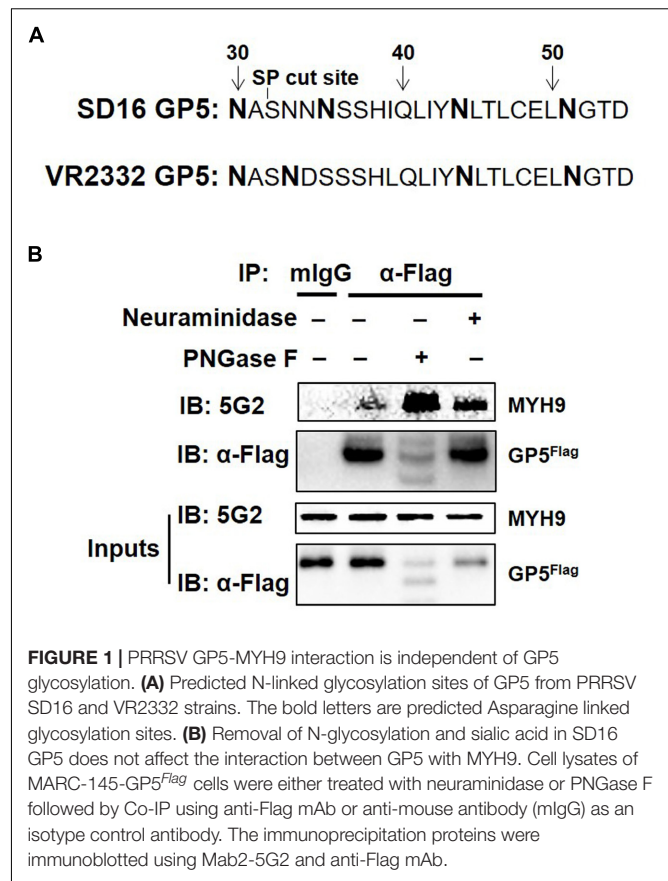 A
30 40 50
SP cut site
SD16 GP5: NASNNNSSHIQLIYNLTLCELNGTD
VR2332 GP5: NASNDSSSHLQLIYNLTLCELNGTD
B
IP: mIgG α-Flag
Neuraminidase – – – +
PNGase F – – + –
IB: 5G2 MYH9
IB: α-Flag GP5Flag
Inputs
IB: 5G2 MYH9
IB: α-Flag GP5Flag
FIGURE 1 | PRRSV GP5-MYH9 interaction is independent of GP5
glycosylation. (A) Predicted N-linked glycosylation sites of GP5 from PRRSV
SD16 and VR2332 strains. The bold letters are predicted Asparagine linked
glycosylation sites. (B) Removal of N-glycosylation and sialic acid in SD16
GP5 does not affect the interaction between GP5 with MYH9. Cell lysates of
MARC-145-GP5Flag cells were either treated with neuraminidase or PNGase F
followed by Co-IP using anti-Flag mAb or anti-mouse antibody (mIgG) as an
isotype control antibody. The immunoprecipitation proteins were
immunoblotted using Mab2-5G2 and anti-Flag mAb.